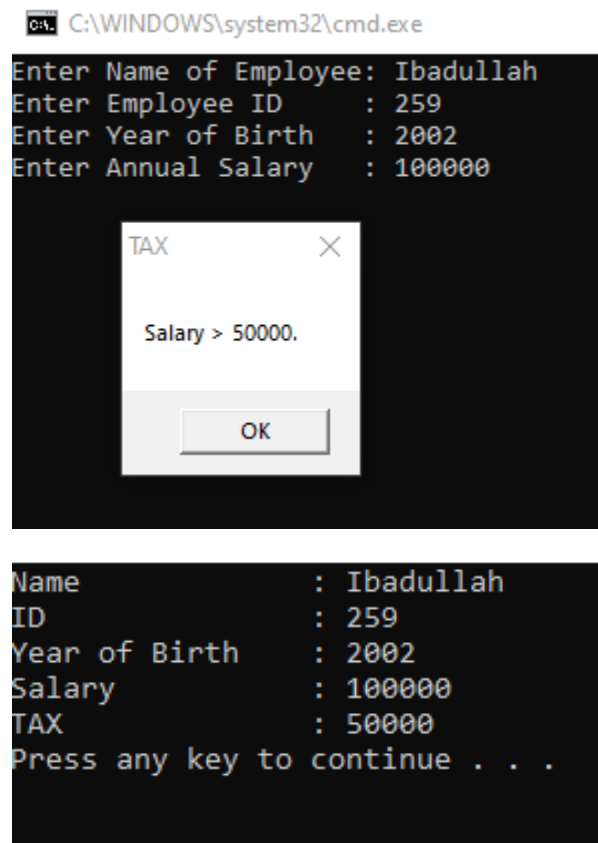 C:\WINDOWS\system32\cmd.exe
Enter Name of Employee: Ibadullah
Enter Employee ID     : 259
Enter Year of Birth   : 2002
Enter Annual Salary   : 100000
TAX
Salary > 50000.
OK
Name              : Ibadullah
ID                : 259
Year of Birth     : 2002
Salary            : 100000
TAX               : 50000
Press any key to continue . . .